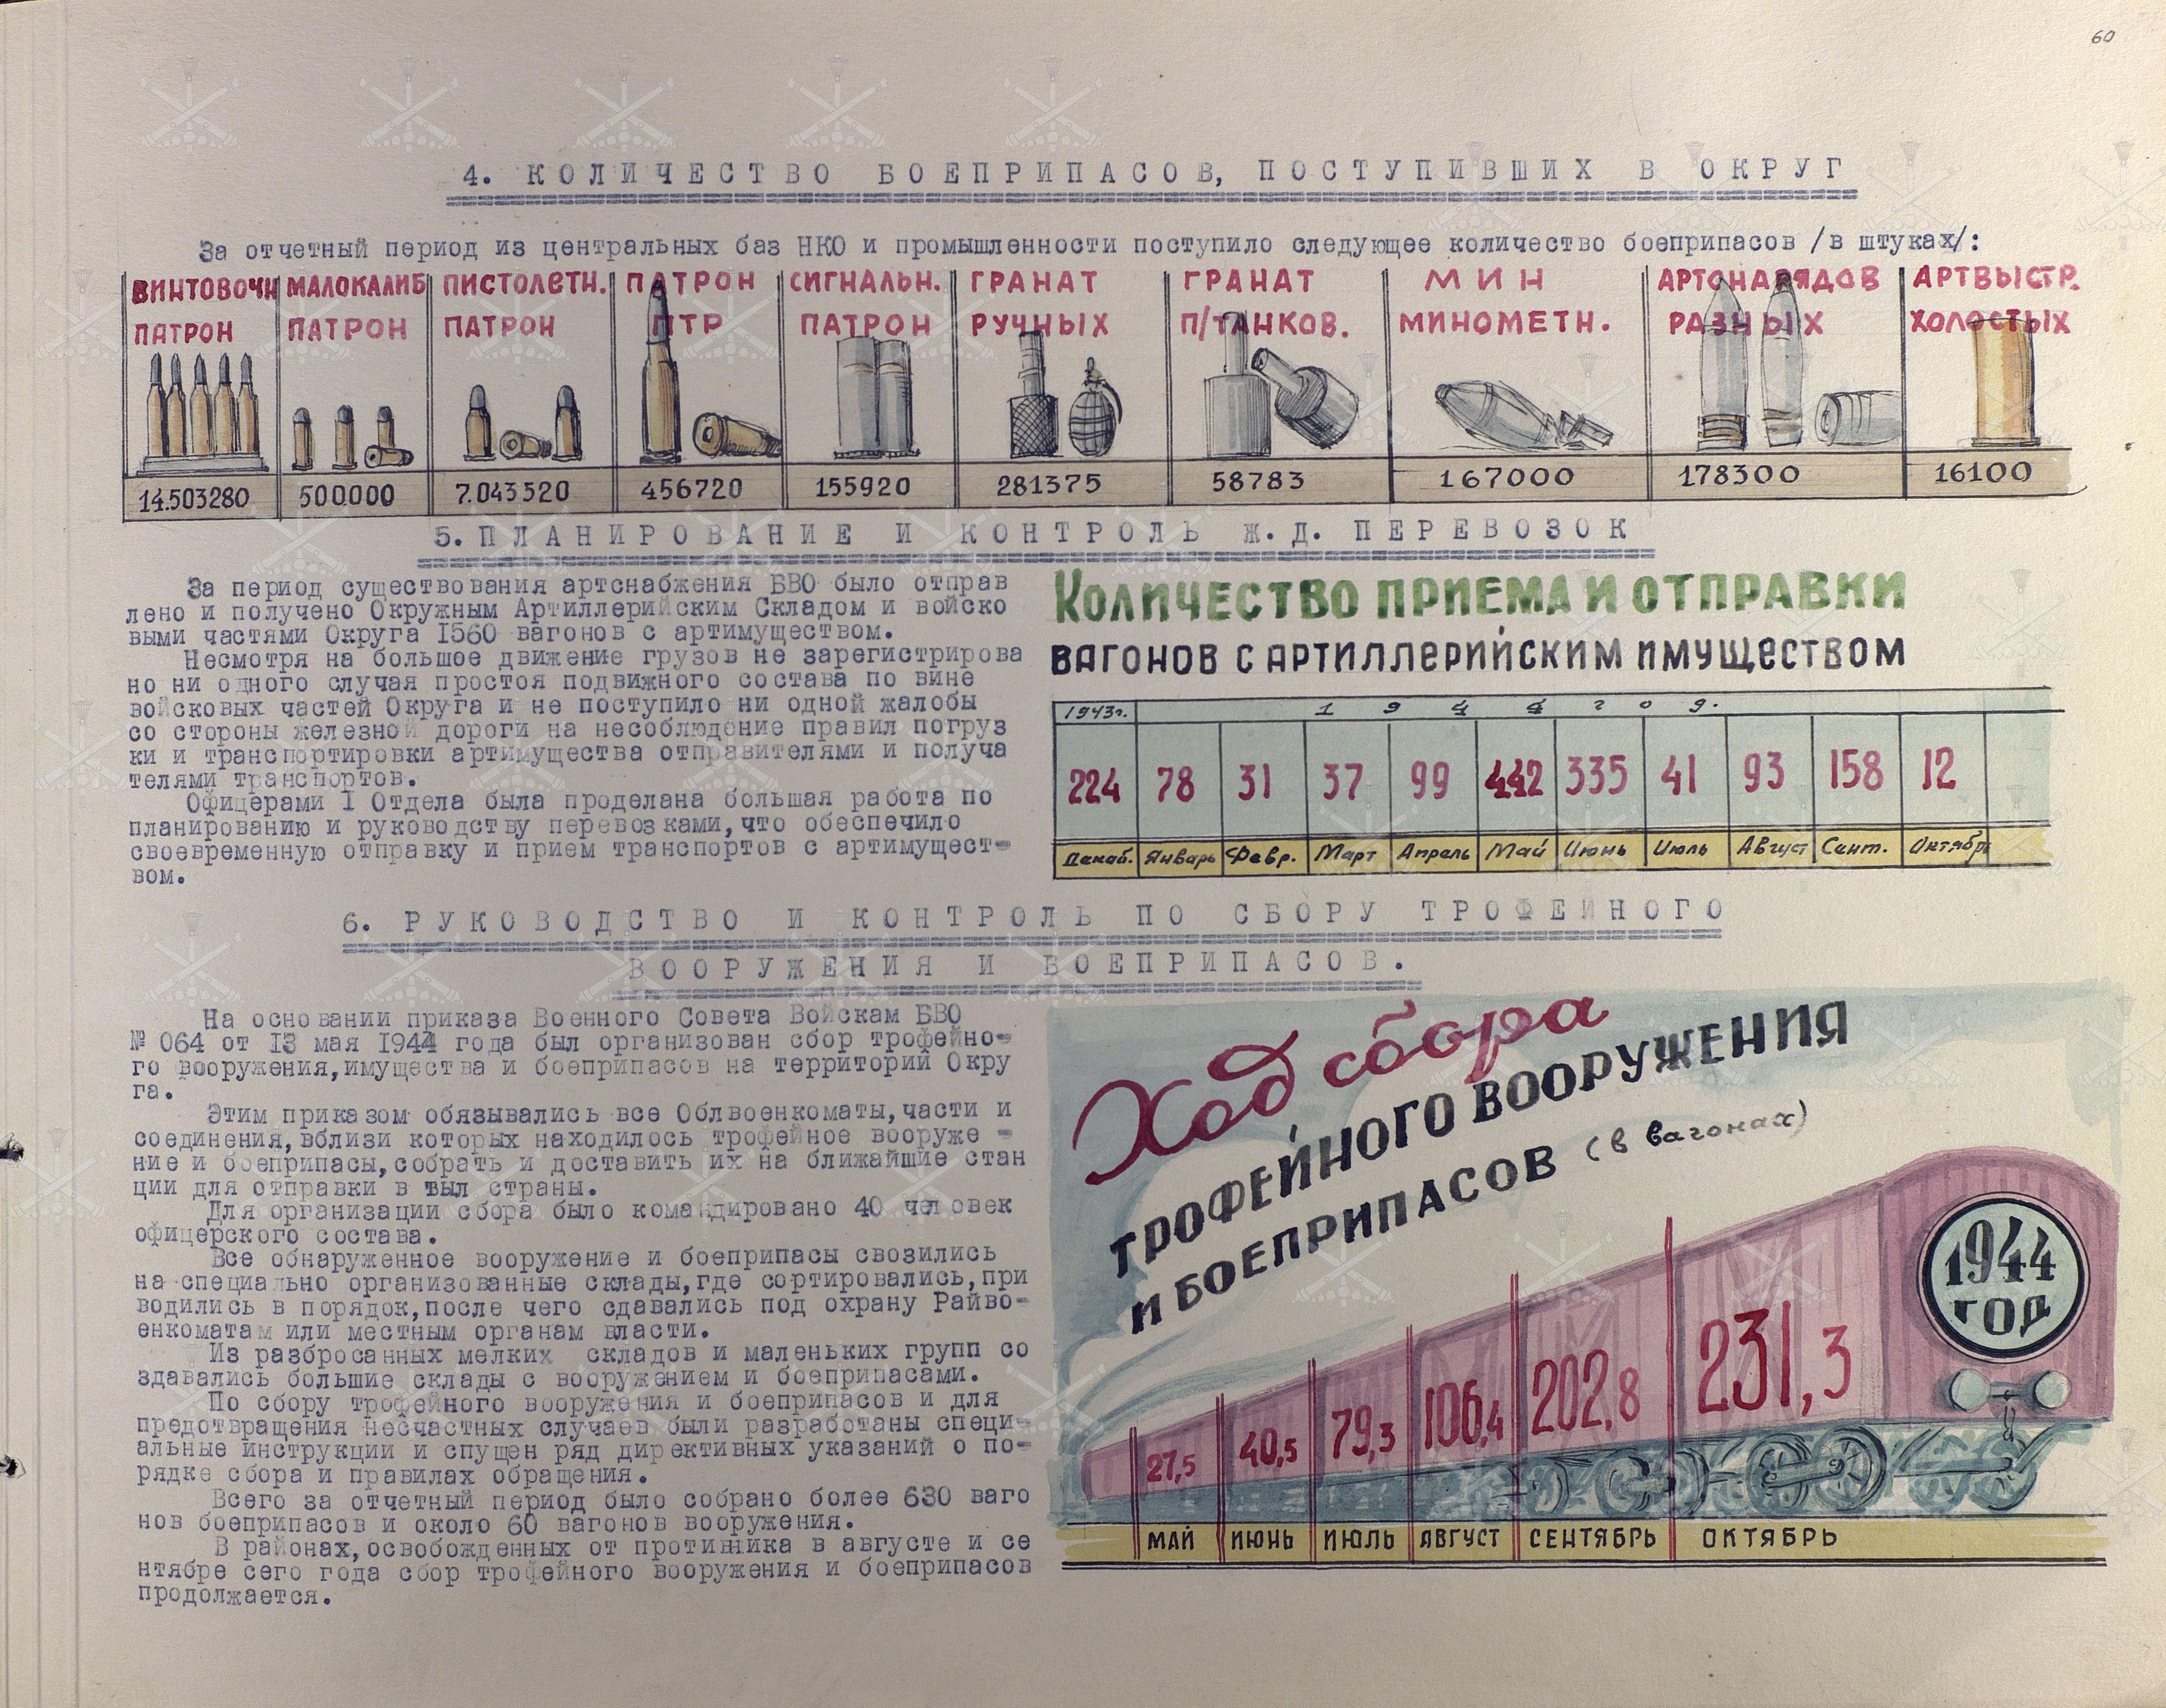 60
4. КОЛИЧЕСТВО БОЕПРИПАСОВ, ПОСТУПИВШИХ В ОКРУГ
За отчетный период из центральных баз НКО и промышленности поступило следующее количество боеприпасов /в штуках/:
ВИНТОВОЧН ПАТРОН
МАЛОКАЛИБ ПАТРОН
ПИСТОЛЕТН. ПАТРОН
ПАТРОН ПТР
СИГНАЛЬН. ПАТРОН
ГРАНАТ РУЧНЫХ
ГРАНАТ П/ТАНКОВ.
МИН МИНОМЕТН.
АРТСНАРЯДОВ РАЗНЫХ
АРТВЫСТР. ХОЛОСТЫХ
14.503280 500.000 7.043520 456720 155920 281375 58783 167000 178300 16100
5. ПЛАНИРОВАНИЕ И КОНТРОЛЬ Ж.Д. ПЕРЕВОЗОК
За период существования артснабжения БВО было отправ
лено и получено Окружным Артиллерийским Складом и войско
выми частями Округа 1560 вагонов с артимуществом.
Несмотря на большое движение грузов не зарегистрирова
но ни одного случая простоя подвижного состава по вине
войсковых частей Округа и не поступило ни одной жалобы
со стороны железной дороги на несоблюдение правил погруз
ки и транспортировки артимущества отправителями и получа
телями транспортов.
Офицерами I Отдела была проделана большая работа по
планированию и руководству перевозками, что обеспечило
своевременную отправку и прием транспортов с артимущест-
вом.
КОЛИЧЕСТВО ПРИЕМА И ОТПРАВКИ
ВАГОНОВ С АРТИЛЛЕРИЙСКИМ ИМУЩЕСТВОМ
1943г. 1944 год.
224 78 31 37 99 442 335 41 93 158 12
Декаб. Январь Февр. Март Апрель Май Июнь Июль Август Сент. Октябрь
6. РУКОВОДСТВО И КОНТРОЛЬ ПО СБОРУ ТРОФЕЙНОГО
ВООРУЖЕНИЯ И БОЕПРИПАСОВ.
На основании приказа Военного Совета Войскам БВО
№ 064 от 13 мая 1944 года был организован сбор трофейно-
го вооружения, имущества и боеприпасов на территорий Окру
га.
Этим приказом обязывались все Облвоенкоматы, части и
соединения, вблизи которых находилось трофейное вооруже -
ние и боеприпасы, собрать и доставить их на ближайшие стан
ции для отправки в тыл страны.
Для организации сбора было командировано 40 человек
офицерского состава.
Все обнаруженное вооружение и боеприпасы свозились
на специально организованные склады, где сортировались, при
водились в порядок, после чего сдавались под охрану Райво-
енкоматам или местным органам власти.
Из разбросанных мелких складов и маленьких групп со
здавались большие склады с вооружением и боеприпасами.
По сбору трофейного вооружения и боеприпасов и для
предотвращения несчастных случаев были разработаны специ-
альные инструкции и спущен ряд директивных указаний о по-
рядке сбора и правилах обращения.
Всего за отчетный период было собрано более 630 ваго
нов боеприпасов и около 60 вагонов вооружения.
В районах, освобожденных от противника в августе и се
нтябре сего года сбор трофейного вооружения и боеприпасов
продолжается.
Ход сбора
ТРОФЕЙНОГО ВООРУЖЕНИЯ
И БОЕПРИПАСОВ (в вагонах)
1944
ГОД
27,5 40,5 79,3 106,4 202,8 231,3
МАЙ ИЮНЬ ИЮЛЬ АВГУСТ СЕНТЯБРЬ ОКТЯБРЬ